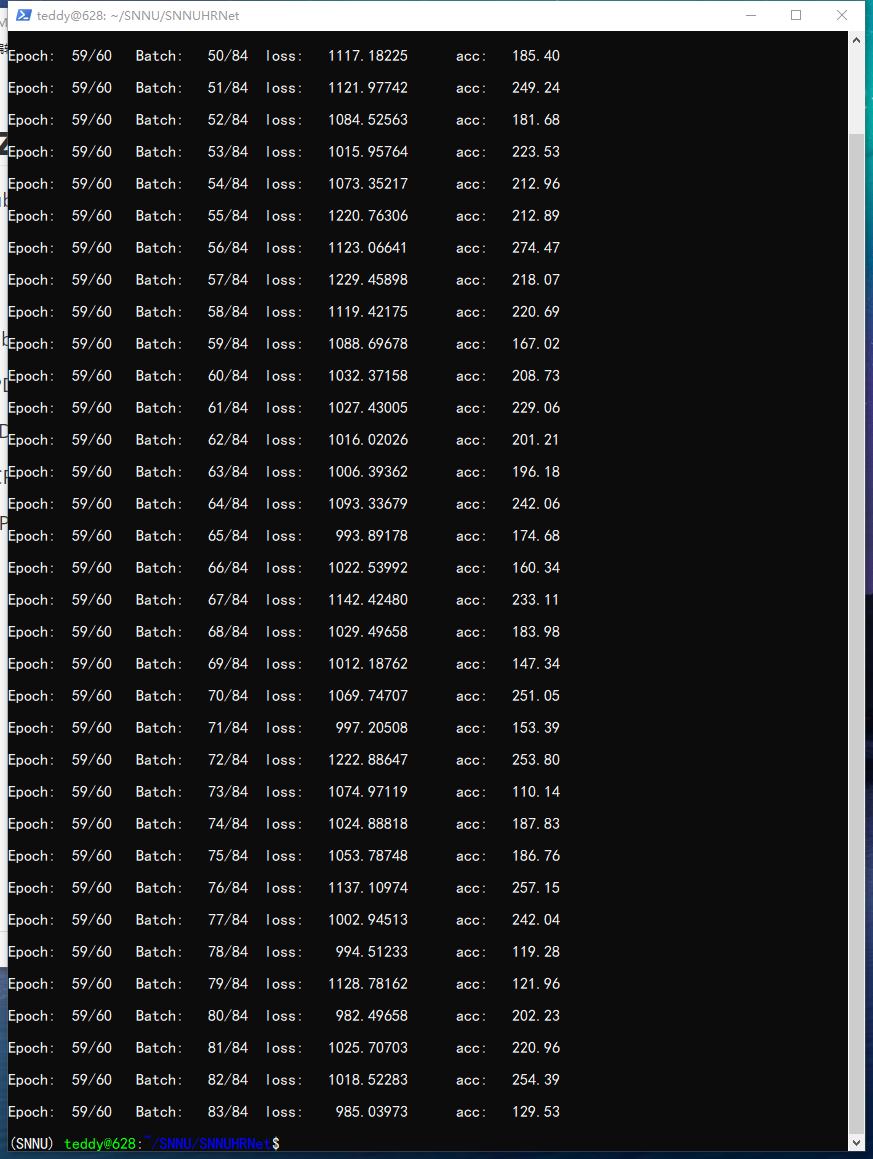 teddy@628: ~/SNNU/SNNUHRNet
Epoch: 59/60 Batch: 50/84 loss: 1117.18225 acc: 185.40
Epoch: 59/60 Batch: 51/84 loss: 1121.97742 acc: 249.24
Epoch: 59/60 Batch: 52/84 loss: 1084.52563 acc: 181.68
Epoch: 59/60 Batch: 53/84 loss: 1015.95764 acc: 223.53
Epoch: 59/60 Batch: 54/84 loss: 1073.35217 acc: 212.96
Epoch: 59/60 Batch: 55/84 loss: 1220.76306 acc: 212.89
Epoch: 59/60 Batch: 56/84 loss: 1123.06641 acc: 274.47
Epoch: 59/60 Batch: 57/84 loss: 1229.45898 acc: 218.07
Epoch: 59/60 Batch: 58/84 loss: 1119.42175 acc: 220.69
Epoch: 59/60 Batch: 59/84 loss: 1088.69678 acc: 167.02
Epoch: 59/60 Batch: 60/84 loss: 1032.37158 acc: 208.73
Epoch: 59/60 Batch: 61/84 loss: 1027.43005 acc: 229.06
Epoch: 59/60 Batch: 62/84 loss: 1016.02026 acc: 201.21
Epoch: 59/60 Batch: 63/84 loss: 1006.39362 acc: 196.18
Epoch: 59/60 Batch: 64/84 loss: 1093.33679 acc: 242.06
Epoch: 59/60 Batch: 65/84 loss: 993.89178 acc: 174.68
Epoch: 59/60 Batch: 66/84 loss: 1022.53992 acc: 160.34
Epoch: 59/60 Batch: 67/84 loss: 1142.42480 acc: 233.11
Epoch: 59/60 Batch: 68/84 loss: 1029.49658 acc: 183.98
Epoch: 59/60 Batch: 69/84 loss: 1012.18762 acc: 147.34
Epoch: 59/60 Batch: 70/84 loss: 1069.74707 acc: 251.05
Epoch: 59/60 Batch: 71/84 loss: 997.20508 acc: 153.39
Epoch: 59/60 Batch: 72/84 loss: 1222.88647 acc: 253.80
Epoch: 59/60 Batch: 73/84 loss: 1074.97119 acc: 110.14
Epoch: 59/60 Batch: 74/84 loss: 1024.88818 acc: 187.83
Epoch: 59/60 Batch: 75/84 loss: 1053.78748 acc: 186.76
Epoch: 59/60 Batch: 76/84 loss: 1137.10974 acc: 257.15
Epoch: 59/60 Batch: 77/84 loss: 1002.94513 acc: 242.04
Epoch: 59/60 Batch: 78/84 loss: 994.51233 acc: 119.28
Epoch: 59/60 Batch: 79/84 loss: 1128.78162 acc: 121.96
Epoch: 59/60 Batch: 80/84 loss: 982.49658 acc: 202.23
Epoch: 59/60 Batch: 81/84 loss: 1025.70703 acc: 220.96
Epoch: 59/60 Batch: 82/84 loss: 1018.52283 acc: 254.39
Epoch: 59/60 Batch: 83/84 loss: 985.03973 acc: 129.53
(SNNU) teddy@628:~/SNNU/SNNUHRNet$